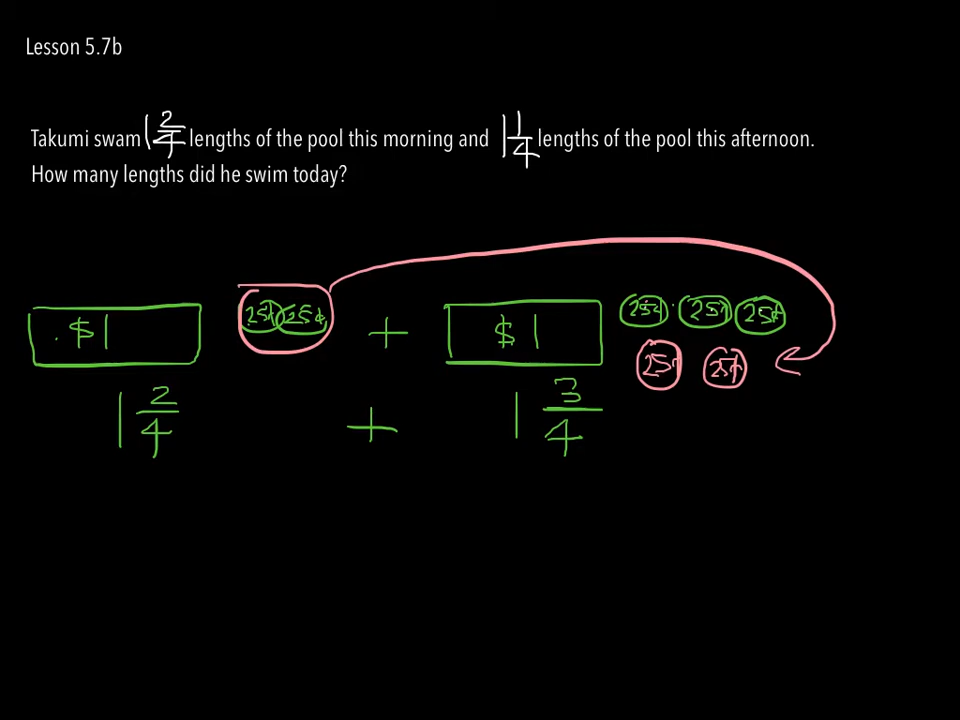 Lesson 5.7b
Takumi swam 1 2/4 lengths of the pool this morning and 1 1/4 lengths of the pool this afternoon.
How many lengths did he swim today?
$1 25¢ 25¢ + $1 25¢ 25¢ 25¢
25¢ 25¢
1 2/4 + 1 3/4